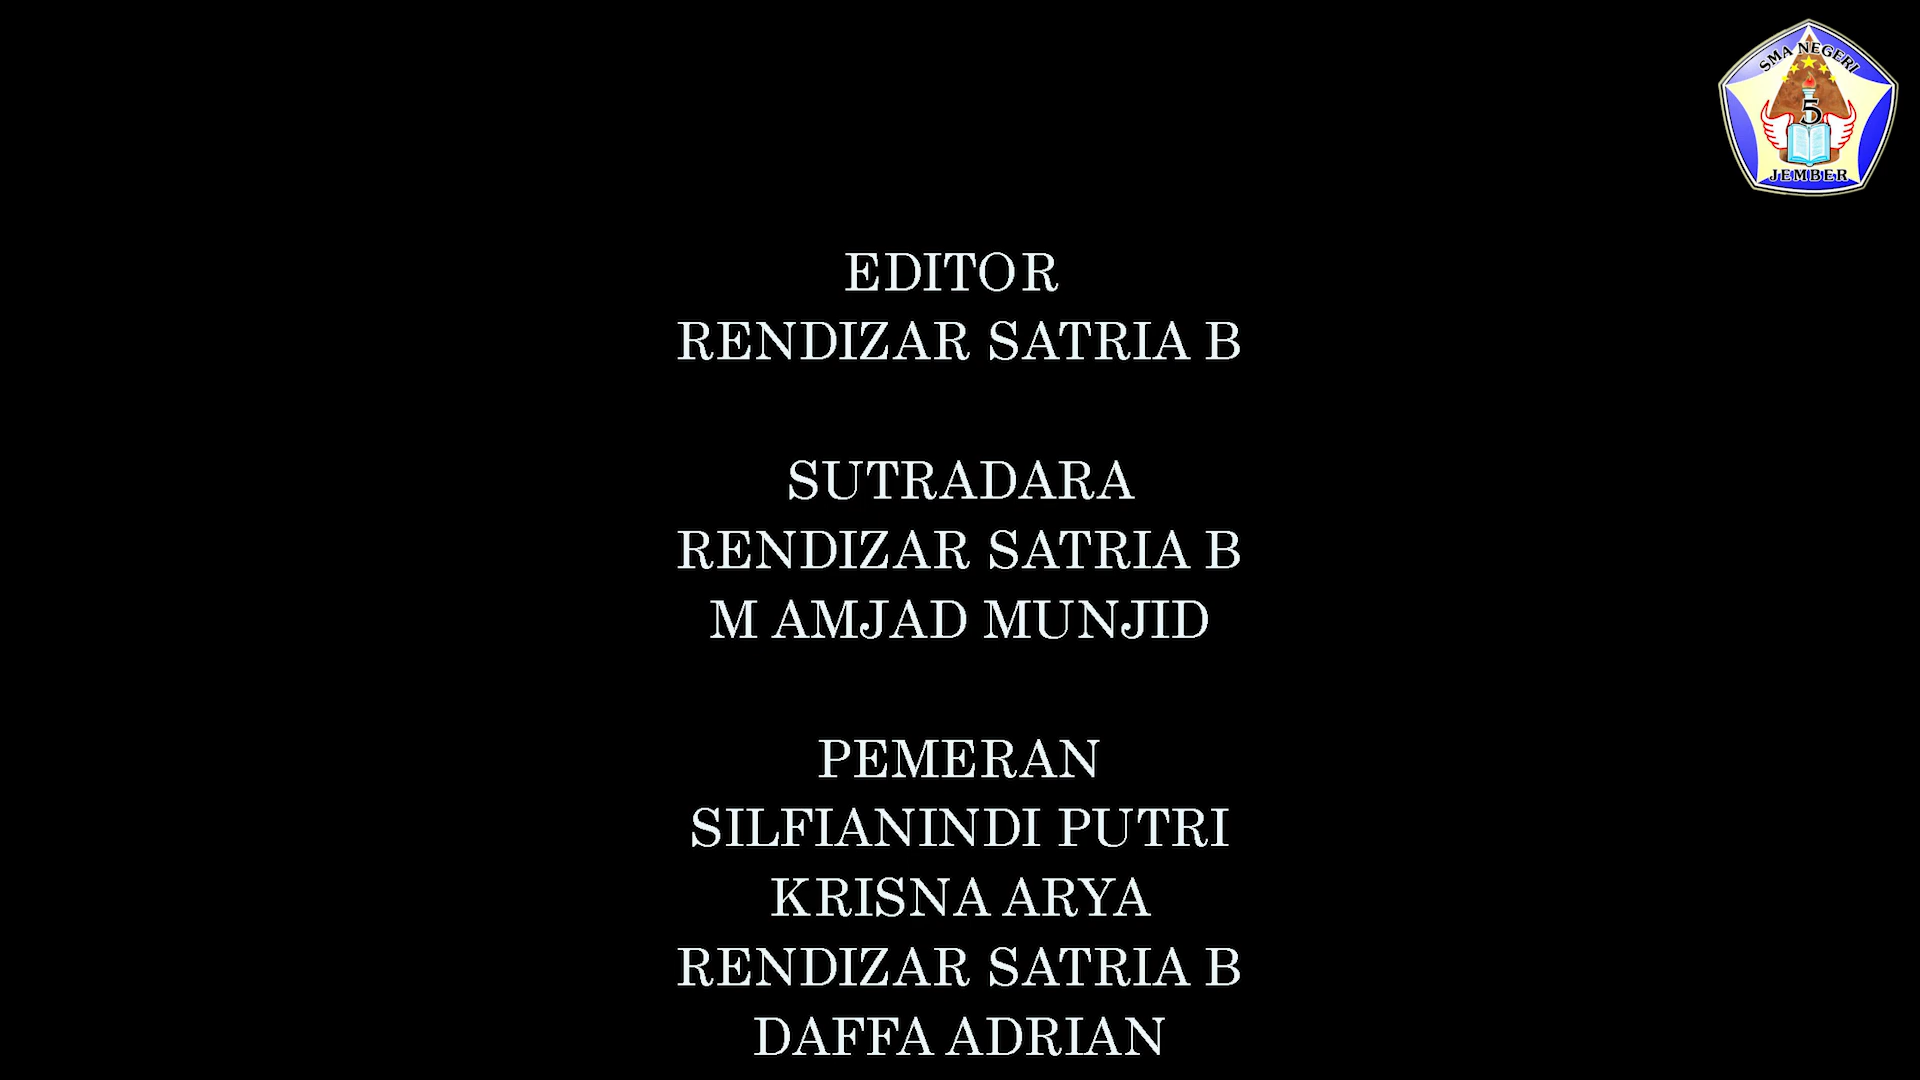 SMA NEGERI
5
JEMBER
EDITOR
RENDIZAR SATRIA B
SUTRADARA
RENDIZAR SATRIA B
M AMJAD MUNJID
PEMERAN
SILFIANINDI PUTRI
KRISNA ARYA
RENDIZAR SATRIA B
DAFFA ADRIAN